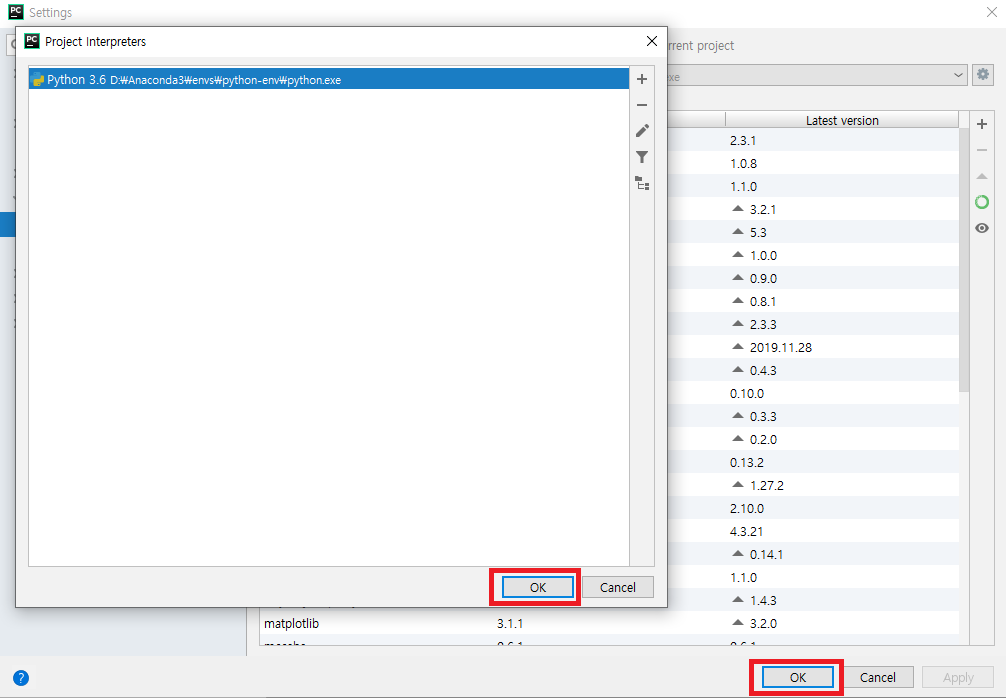 PC Settings
PC Project Interpreters
rrent project
Python 3.6 D:₩Anaconda3₩envs₩python-env₩python.exe
exe
Latest version
2.3.1
1.0.8
1.1.0
3.2.1
5.3
1.0.0
0.9.0
0.8.1
2.3.3
2019.11.28
0.4.3
0.10.0
0.3.3
0.2.0
0.13.2
1.27.2
2.10.0
4.3.21
0.14.1
1.1.0
OK Cancel
1.4.3
matplotlib 3.1.1 3.2.0
? OK Cancel Apply